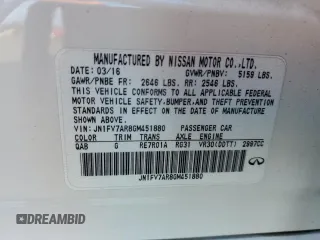 MANUFACTURED BY NISSAN MOTOR CO.,LTD.
03/16 GVWR/PNBV: 5159 LBS.
GAWR/PNBE FR: 2646 LBS RR: 2546 LBS.
THIS VEHICLE CONFORMS TO ALL APPLICABLE
FEDERAL MOTOR VEHICLE
SAFETY, BUMPER, AND THEFT PREVENTION
STANDARDS IN EFFECT ON THE DATE OF
MANUFACTURE SHOWN ABOVE.
VIN: JN1FV7AR8GM451880 PASSENGER CAR
COLOR TRIM TRANS AXLE ENGINE
QAB G RE7R01A RG31 VR30(DDTT) 2997CC
JN1FV7AR8GM451880
© DRIVEDOLLAR.COM